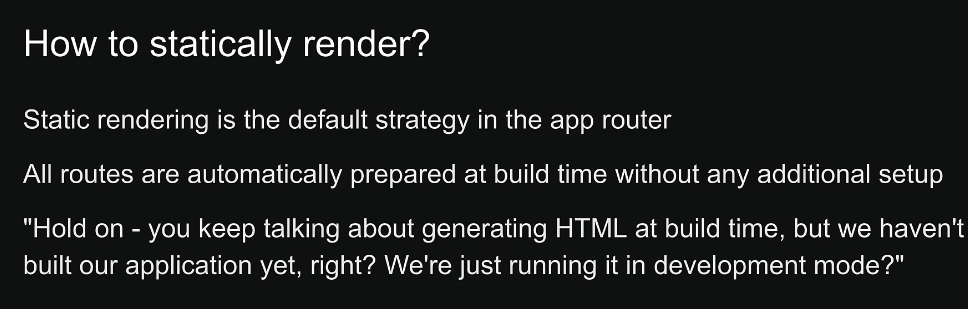 How to statically render?
Static rendering is the default strategy in the app router
All routes are automatically prepared at build time without any additional setup
"Hold on - you keep talking about generating HTML at build time, but we haven't
built our application yet, right? We're just running it in development mode?"